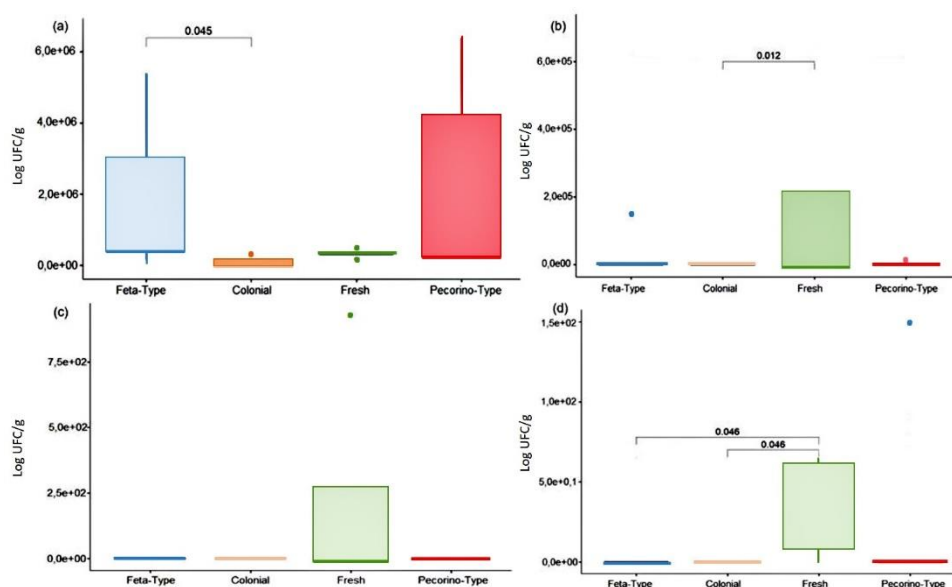 (a)
0.045
6,0e+06
4,0e+06
2,0e+06
0,0e+00
Log UFC/g
Feta-Type Colonial Fresh Pecorino-Type
(b)
0.012
6,0e+05
4,0e+05
2,0e+05
0,0e+00
Log UFC/g
Feta-Type Colonial Fresh Pecorino-Type
(c)
7,5e+02
5,0e+02
2,5e+02
0,0e+00
Log UFC/g
Feta-Type Colonial Fresh Pecorino-Type
(d)
1,5e+02
1,0e+02
0.046
0.046
5,0e+0,1
0,0e+00
Log UFC/g
Feta-Type Colonial Fresh Pecorino-Type